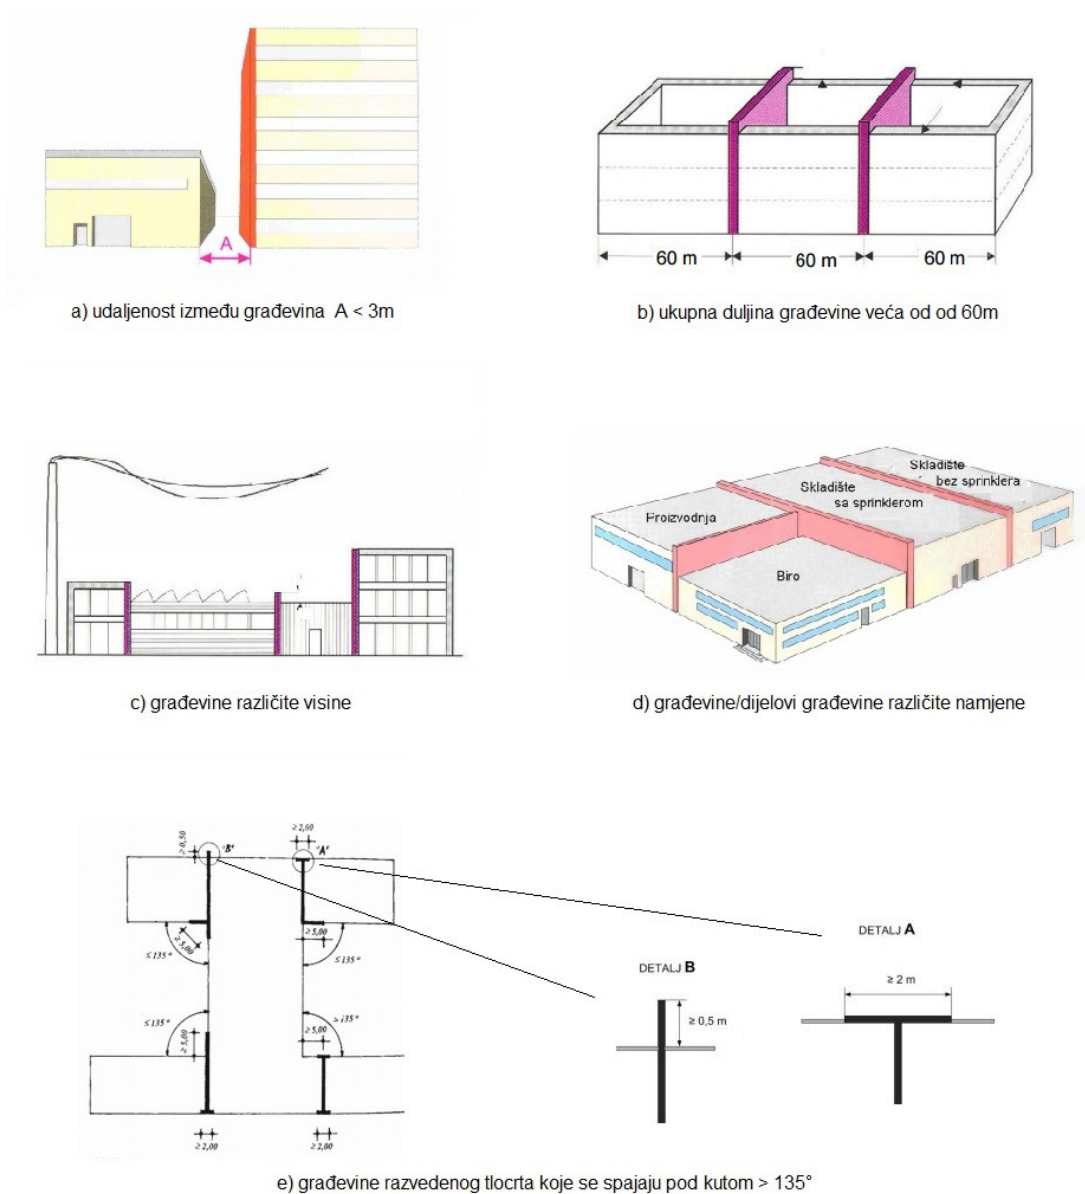 A
a) udaljenost između građevina A < 3m
60 m
60 m
60 m
b) ukupna duljina građevine veća od od 60m
c) građevine različite visine
Skladište
bez sprinklera
Skladište
sa sprinklerom
Proizvodnja
Biro
d) građevine/dijelovi građevine različite namjene
≥ 0,50
"B"
≥ 2,00
"A"
≥ 5,00
≤ 135°
≥ 5,00
≤ 135°
≤ 135°
≥ 5,00
≥ 5,00
> 135°
≥ 2,00
≥ 2,00
DETALJ B
≥ 0,5 m
DETALJ A
≥ 2 m
e) građevine razvedenog tlocrta koje se spajaju pod kutom > 135°